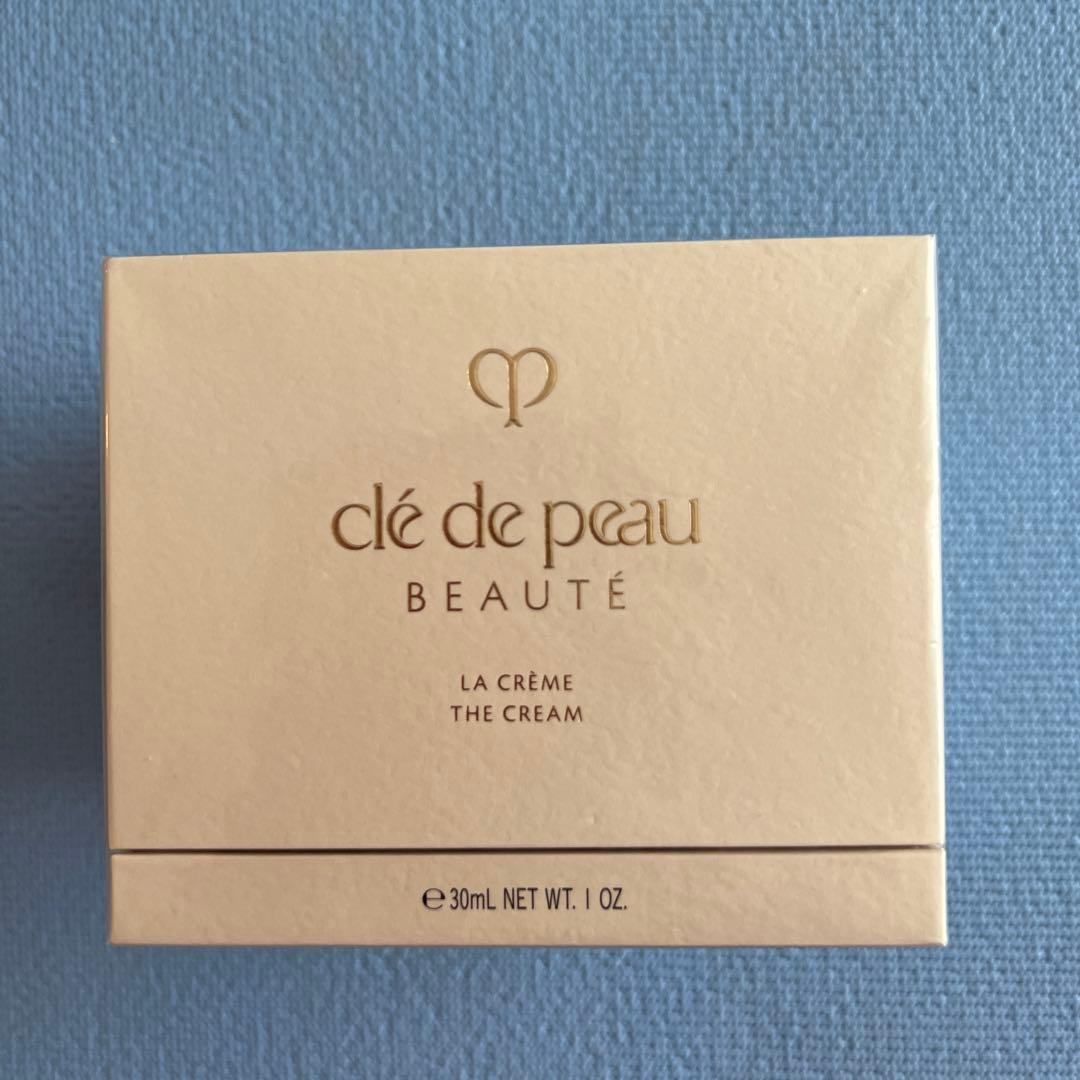 clé de peau
BEAUTÉ
LA CRÈME
THE CREAM
℮30mL NET WT. 1 OZ.